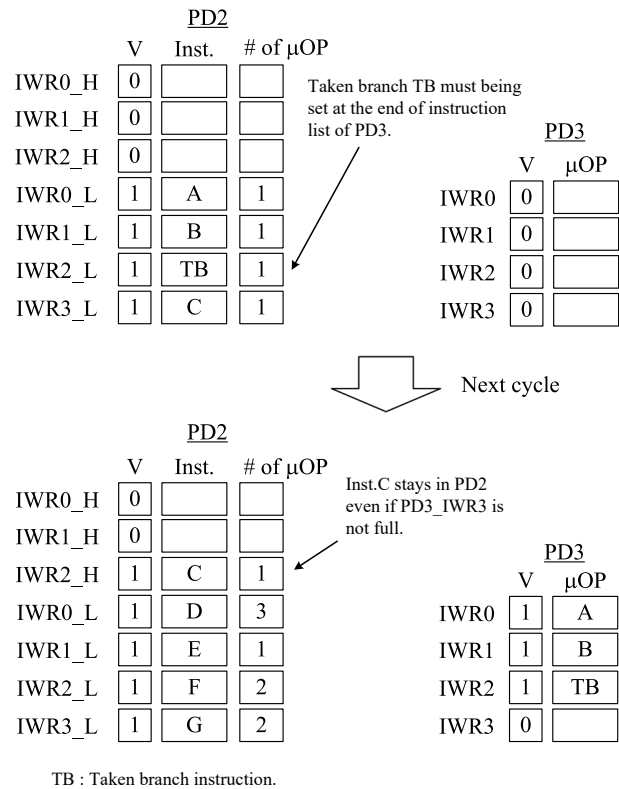 PD2
V Inst. # of μOP
IWR0_H 0
IWR1_H 0
IWR2_H 0
IWR0_L 1 A 1
IWR1_L 1 B 1
IWR2_L 1 TB 1
IWR3_L 1 C 1
Taken branch TB must being
set at the end of instruction
list of PD3.
PD3
V μOP
IWR0 0
IWR1 0
IWR2 0
IWR3 0
Next cycle
PD2
V Inst. # of μOP
IWR0_H 0
IWR1_H 0
IWR2_H 1 C 1
IWR0_L 1 D 3
IWR1_L 1 E 1
IWR2_L 1 F 2
IWR3_L 1 G 2
Inst.C stays in PD2
even if PD3_IWR3 is
not full.
PD3
V μOP
IWR0 1 A
IWR1 1 B
IWR2 1 TB
IWR3 0
TB : Taken branch instruction.